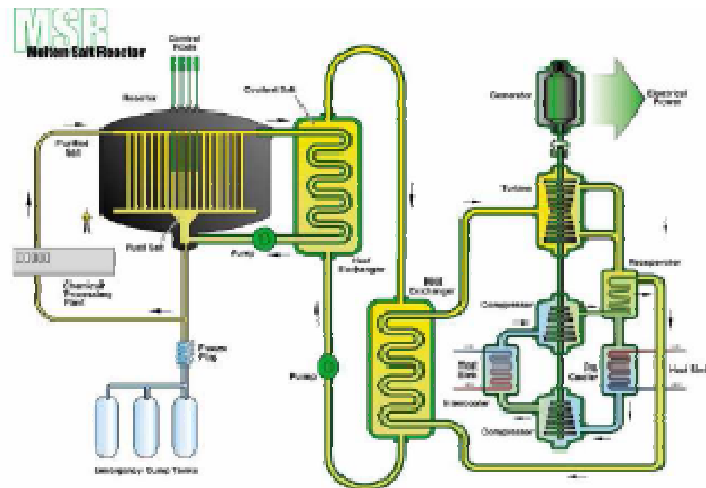 MSR
Molten Salt Reactor
Control
Rods
Reactor
Coolant Salt
Purified
Salt
Fuel Salt
Pump
Chemical
Processing
Plant
Heat
Exchanger
Freeze
Plug
Emergency Dump Tanks
Pump
Heat
Exchanger
Generator
Electrical
Power
Turbine
Recuperator
Compressor
Heat
Sink
Intercooler
Compressor
Cooler
Heat Sink